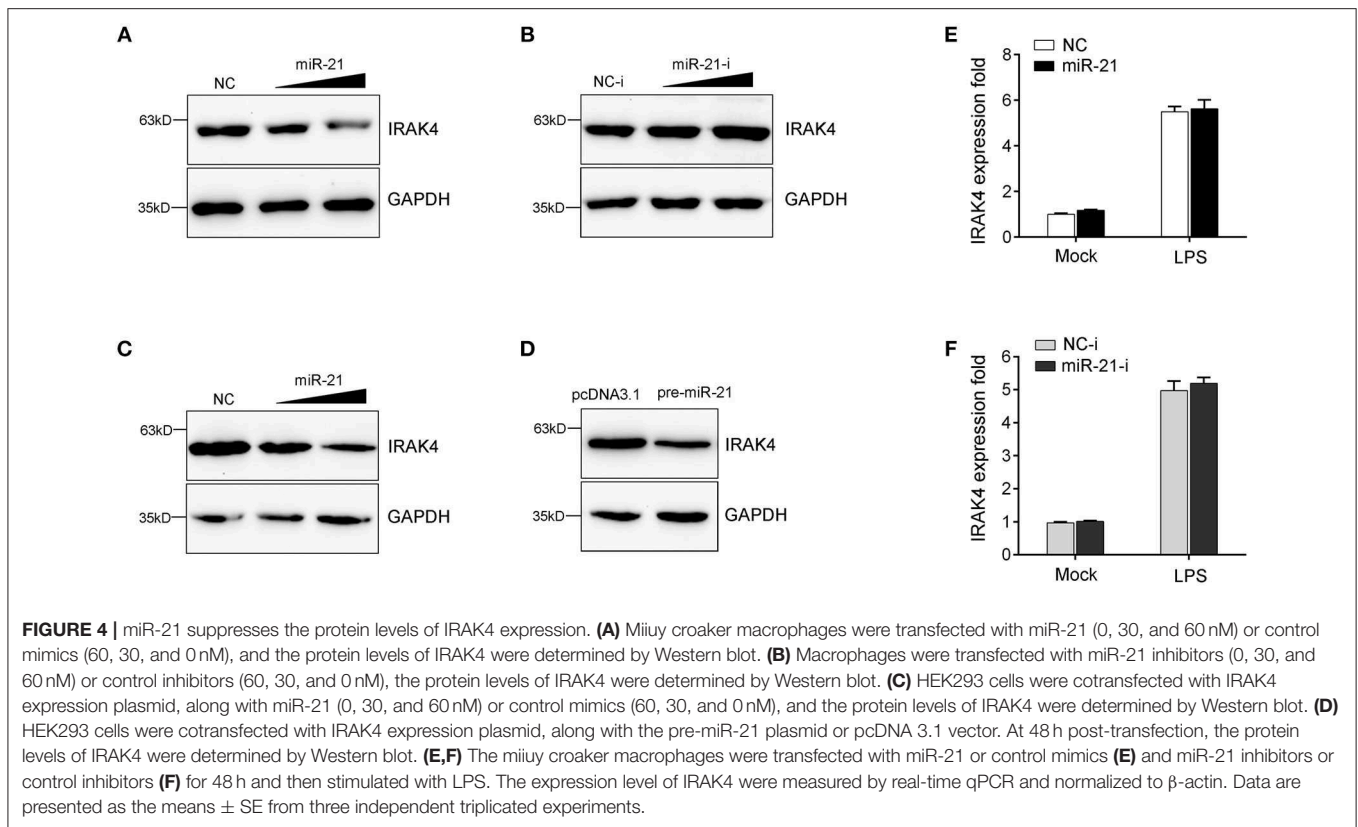 A
NC
miR-21
63kD
IRAK4
35kD
GAPDH
B
NC-i
miR-21-i
63kD
IRAK4
35kD
GAPDH
E
NC
miR-21
IRAK4 expression fold
8
6
4
2
0
Mock
LPS
C
NC
miR-21
63kD
IRAK4
35kD
GAPDH
D
pcDNA3.1
pre-miR-21
63kD
IRAK4
35kD
GAPDH
F
NC-i
miR-21-i
IRAK4 expression fold
6
5
4
3
2
1
0
Mock
LPS
FIGURE 4 | miR-21 suppresses the protein levels of IRAK4 expression. (A) Miiuy croaker macrophages were transfected with miR-21 (0, 30, and 60 nM) or control
mimics (60, 30, and 0 nM), and the protein levels of IRAK4 were determined by Western blot. (B) Macrophages were transfected with miR-21 inhibitors (0, 30, and
60 nM) or control inhibitors (60, 30, and 0 nM), the protein levels of IRAK4 were determined by Western blot. (C) HEK293 cells were cotransfected with IRAK4
expression plasmid, along with miR-21 (0, 30, and 60 nM) or control mimics (60, 30, and 0 nM), and the protein levels of IRAK4 were determined by Western blot. (D)
HEK293 cells were cotransfected with IRAK4 expression plasmid, along with the pre-miR-21 plasmid or pcDNA 3.1 vector. At 48 h post-transfection, the protein
levels of IRAK4 were determined by Western blot. (E,F) The miiuy croaker macrophages were transfected with miR-21 or control mimics (E) and miR-21 inhibitors or
control inhibitors (F) for 48 h and then stimulated with LPS. The expression level of IRAK4 were measured by real-time qPCR and normalized to β-actin. Data are
presented as the means ± SE from three independent triplicated experiments.